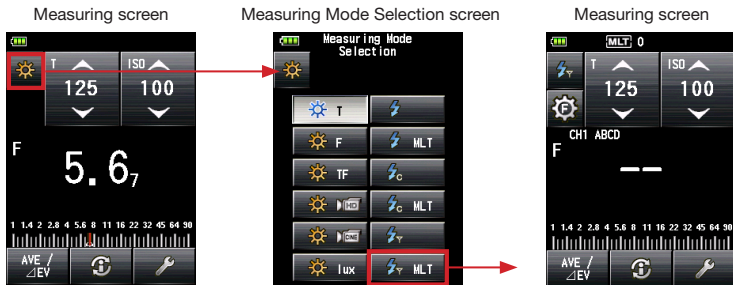 Measuring screen
T
ISO
125
100
F
5.6 7
1 1.4 2 2.8 4 5.6 8 11 16 22 32 45 64 90
AVE /
⊿EV
Measuring Mode Selection screen
Measuring Mode
Selection
T
F
MLT
TF
C
HD
C MLT
CINE
lux
MLT
Measuring screen
MLT 0
T
ISO
125
100
F
CH1 ABCD
F
--
1 1.4 2 2.8 4 5.6 8 11 16 22 32 45 64 90
AVE /
⊿EV